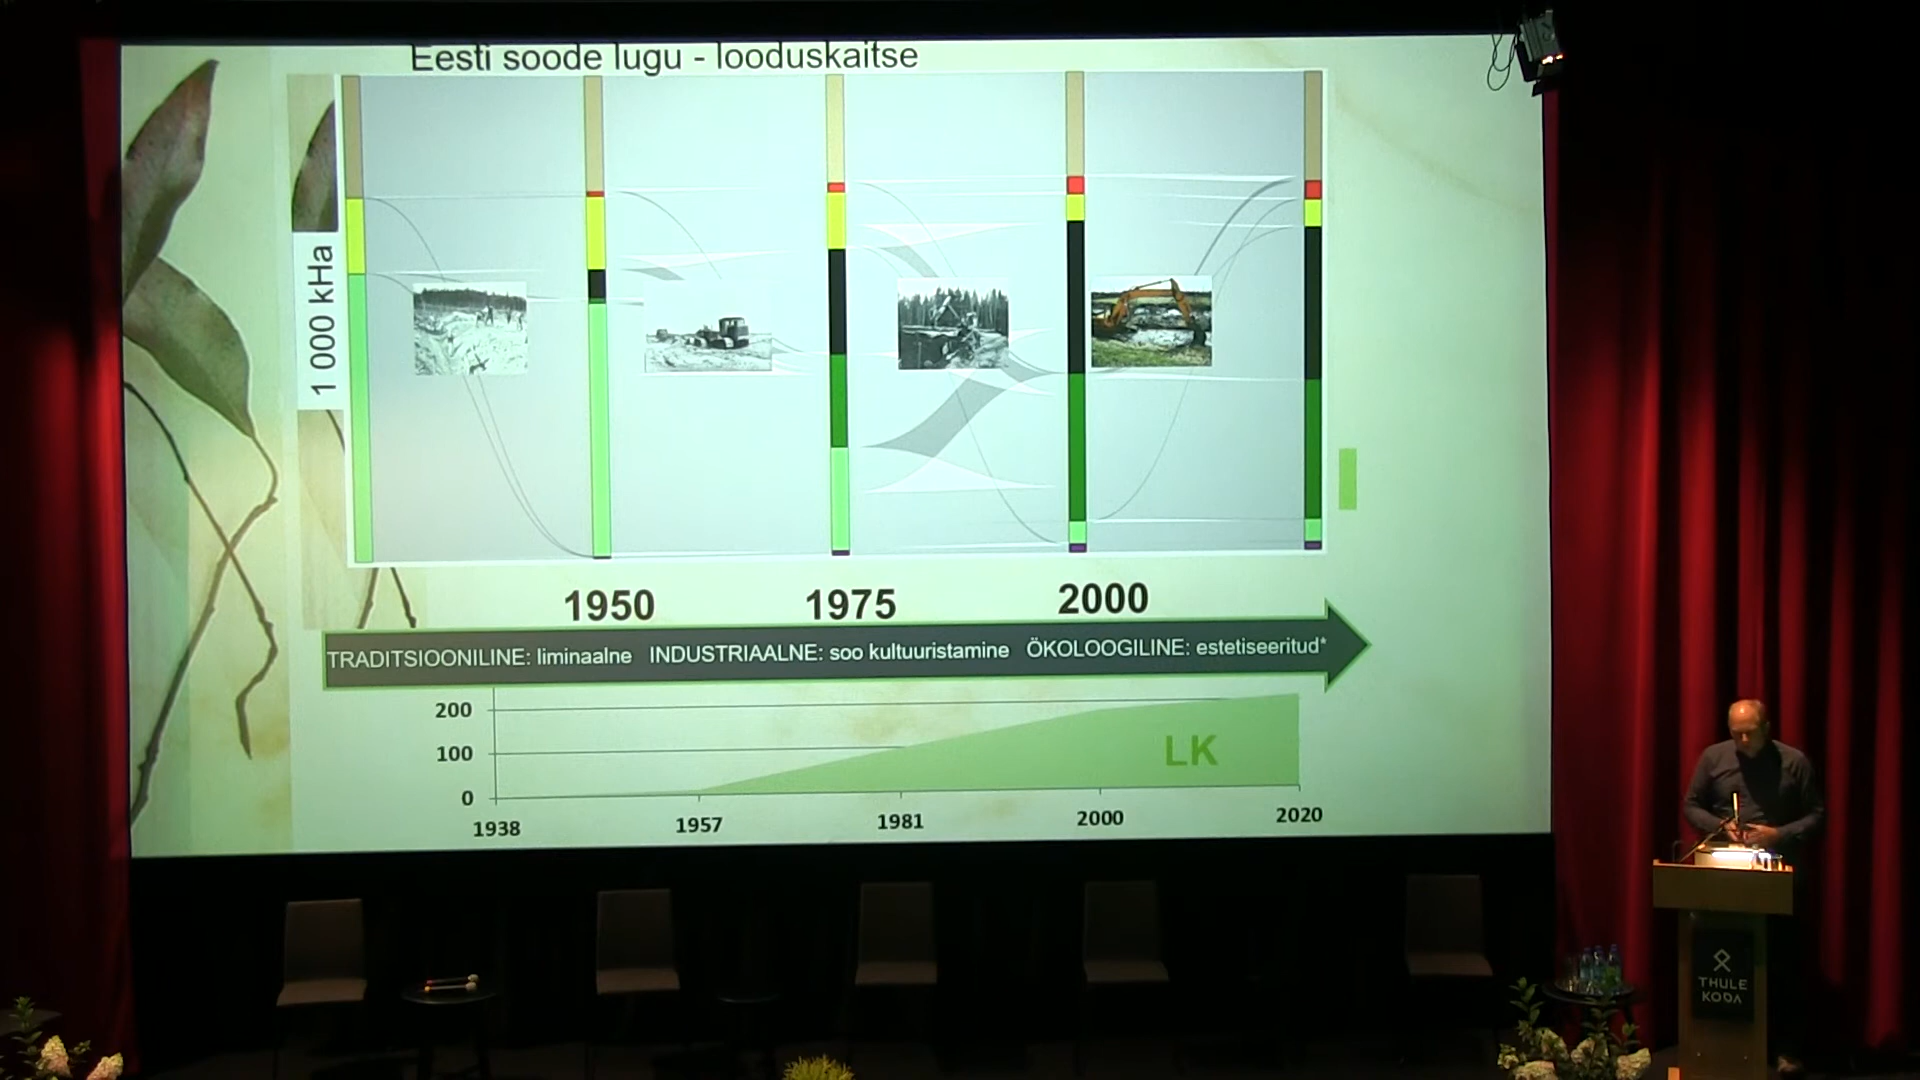 Eesti soode lugu - looduskaitse
1 000 kHa
1950
1975
2000
TRADITSIOONILINE: liminaalne INDUSTRIAALNE: soo kultuuristamine ÖKOLOOGILINE: estetiseeritud*
200
100
0
LK
1938
1957
1981
2000
2020
THULE
KODA